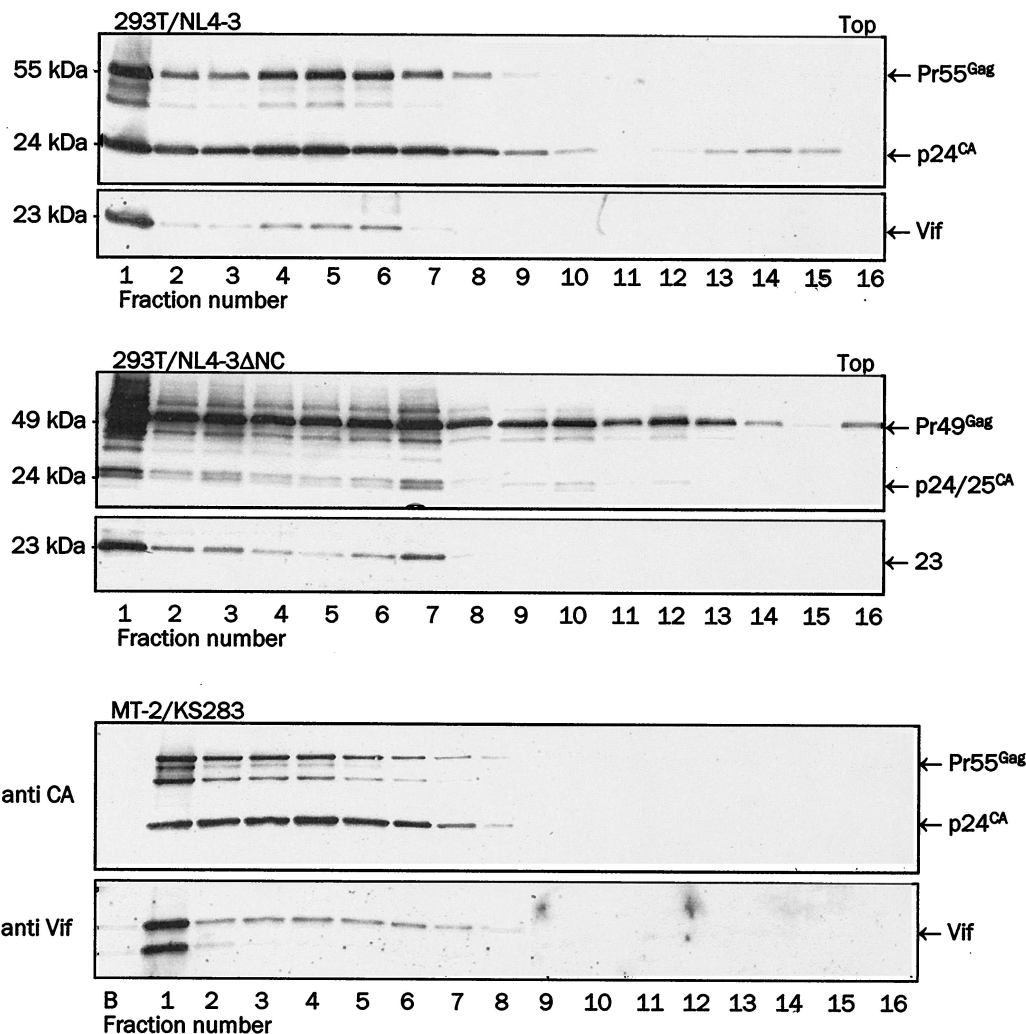 293T/NL4-3
Top
55 kDa
← Pr55Gag
24 kDa
← p24CA
23 kDa
← Vif
1 2 3 4 5 6 7 8 9 10 11 12 13 14 15 16
Fraction number
293T/NL4-3ΔNC
Top
49 kDa
← Pr49Gag
24 kDa
← p24/25CA
23 kDa
← 23
1 2 3 4 5 6 7 8 9 10 11 12 13 14 15 16
Fraction number
MT-2/KS283
← Pr55Gag
anti CA
← p24CA
anti Vif
← Vif
B 1 2 3 4 5 6 7 8 9 10 11 12 13 14 15 16
Fraction number